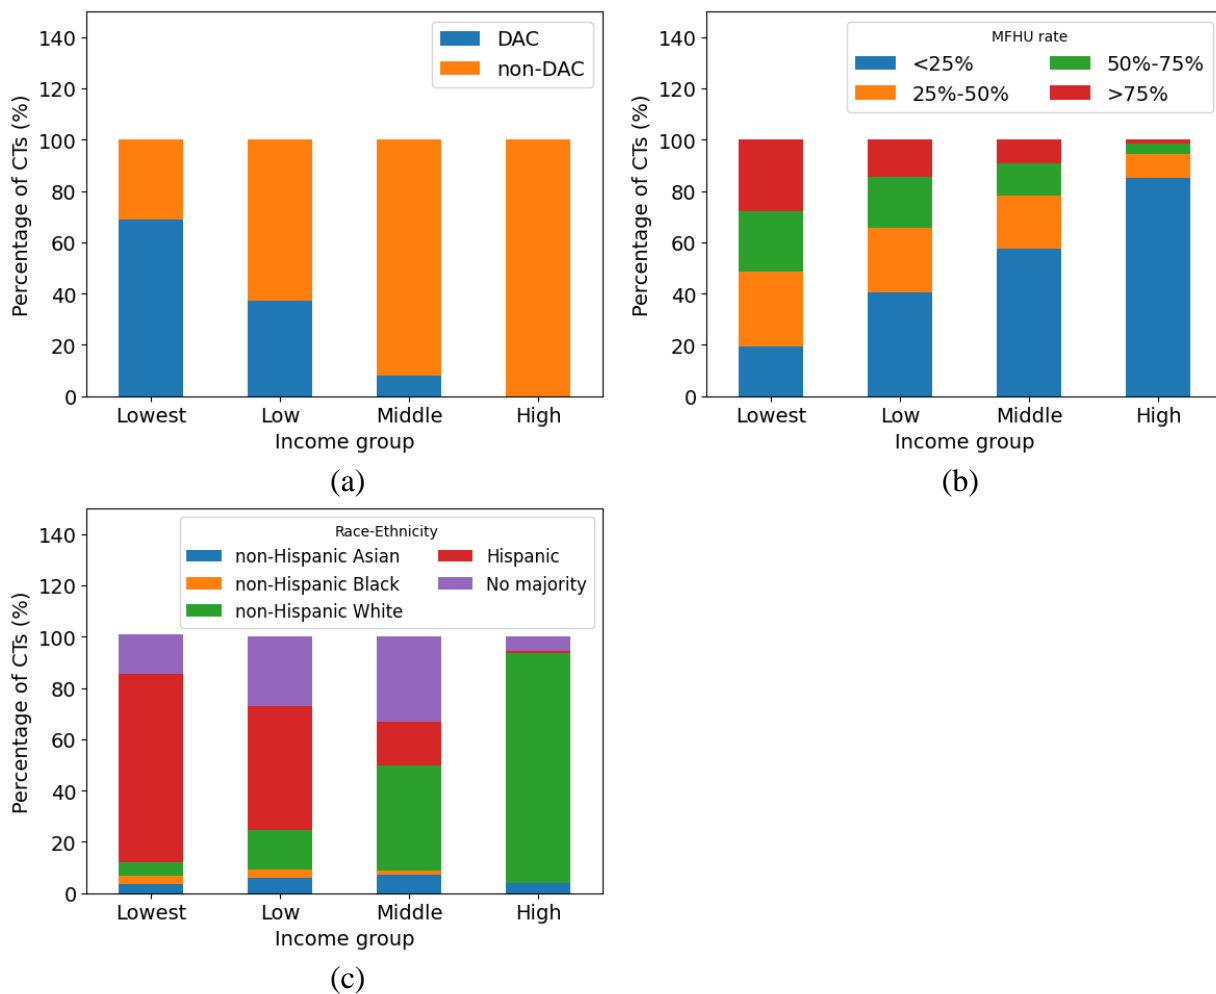 DAC
non-DAC
Percentage of CTs (%)
140
120
100
80
60
40
20
0
Lowest Low Middle High
Income group
(a)
MFHU rate
<25% 50%-75%
25%-50% >75%
Percentage of CTs (%)
140
120
100
80
60
40
20
0
Lowest Low Middle High
Income group
(b)
Race-Ethnicity
non-Hispanic Asian Hispanic
non-Hispanic Black No majority
non-Hispanic White
Percentage of CTs (%)
140
120
100
80
60
40
20
0
Lowest Low Middle High
Income group
(c)